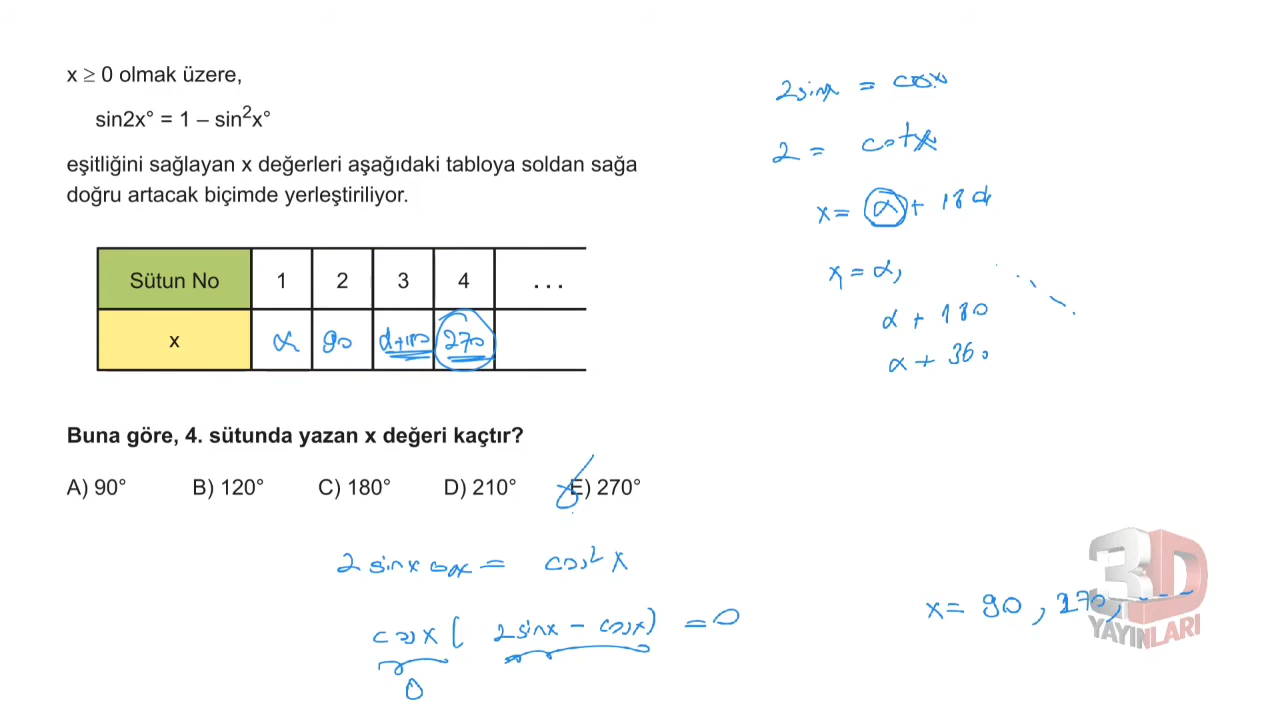 x ≥ 0 olmak üzere,
sin2x° = 1 – sin²x°
eşitliğini sağlayan x değerleri aşağıdaki tabloya soldan sağa
doğru artacak biçimde yerleştiriliyor.
Sütun No 1 2 3 4 ...
x α 90 α+180 270
Buna göre, 4. sütunda yazan x değeri kaçtır?
A) 90° B) 120° C) 180° D) 210° E) 270°
2 sinx cosx = cos²x
cosx ( 2sinx – cosx) = 0
0
2sinx = cosx
2 = cotx
x = α + 180
x = α,
α + 180
α + 360
x = 90, 270, ---
3D
YAYINLARI